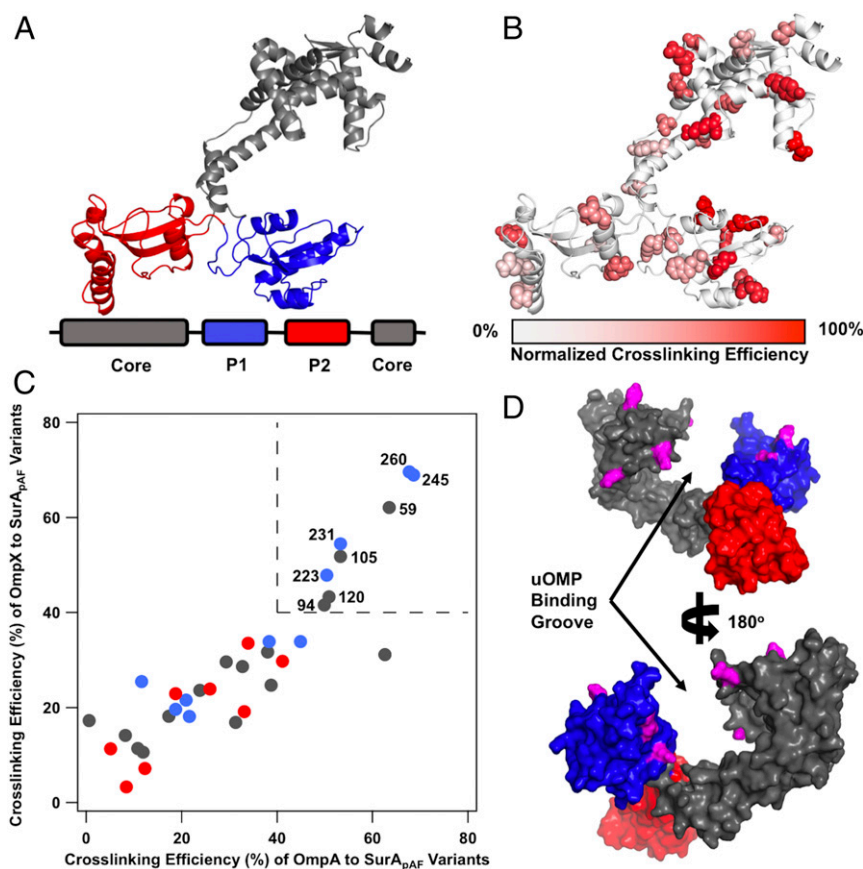 A
B
Core P1 P2 Core
0% 100%
Normalized Crosslinking Efficiency
C
D
Crosslinking Efficiency (%) of OmpX to SurApAF Variants
80
60
40
20
0
260
245
59
231
105
223
94
120
0 20 40 60 80
Crosslinking Efficiency (%) of OmpA to SurApAF Variants
uOMP
Binding
Groove
180º